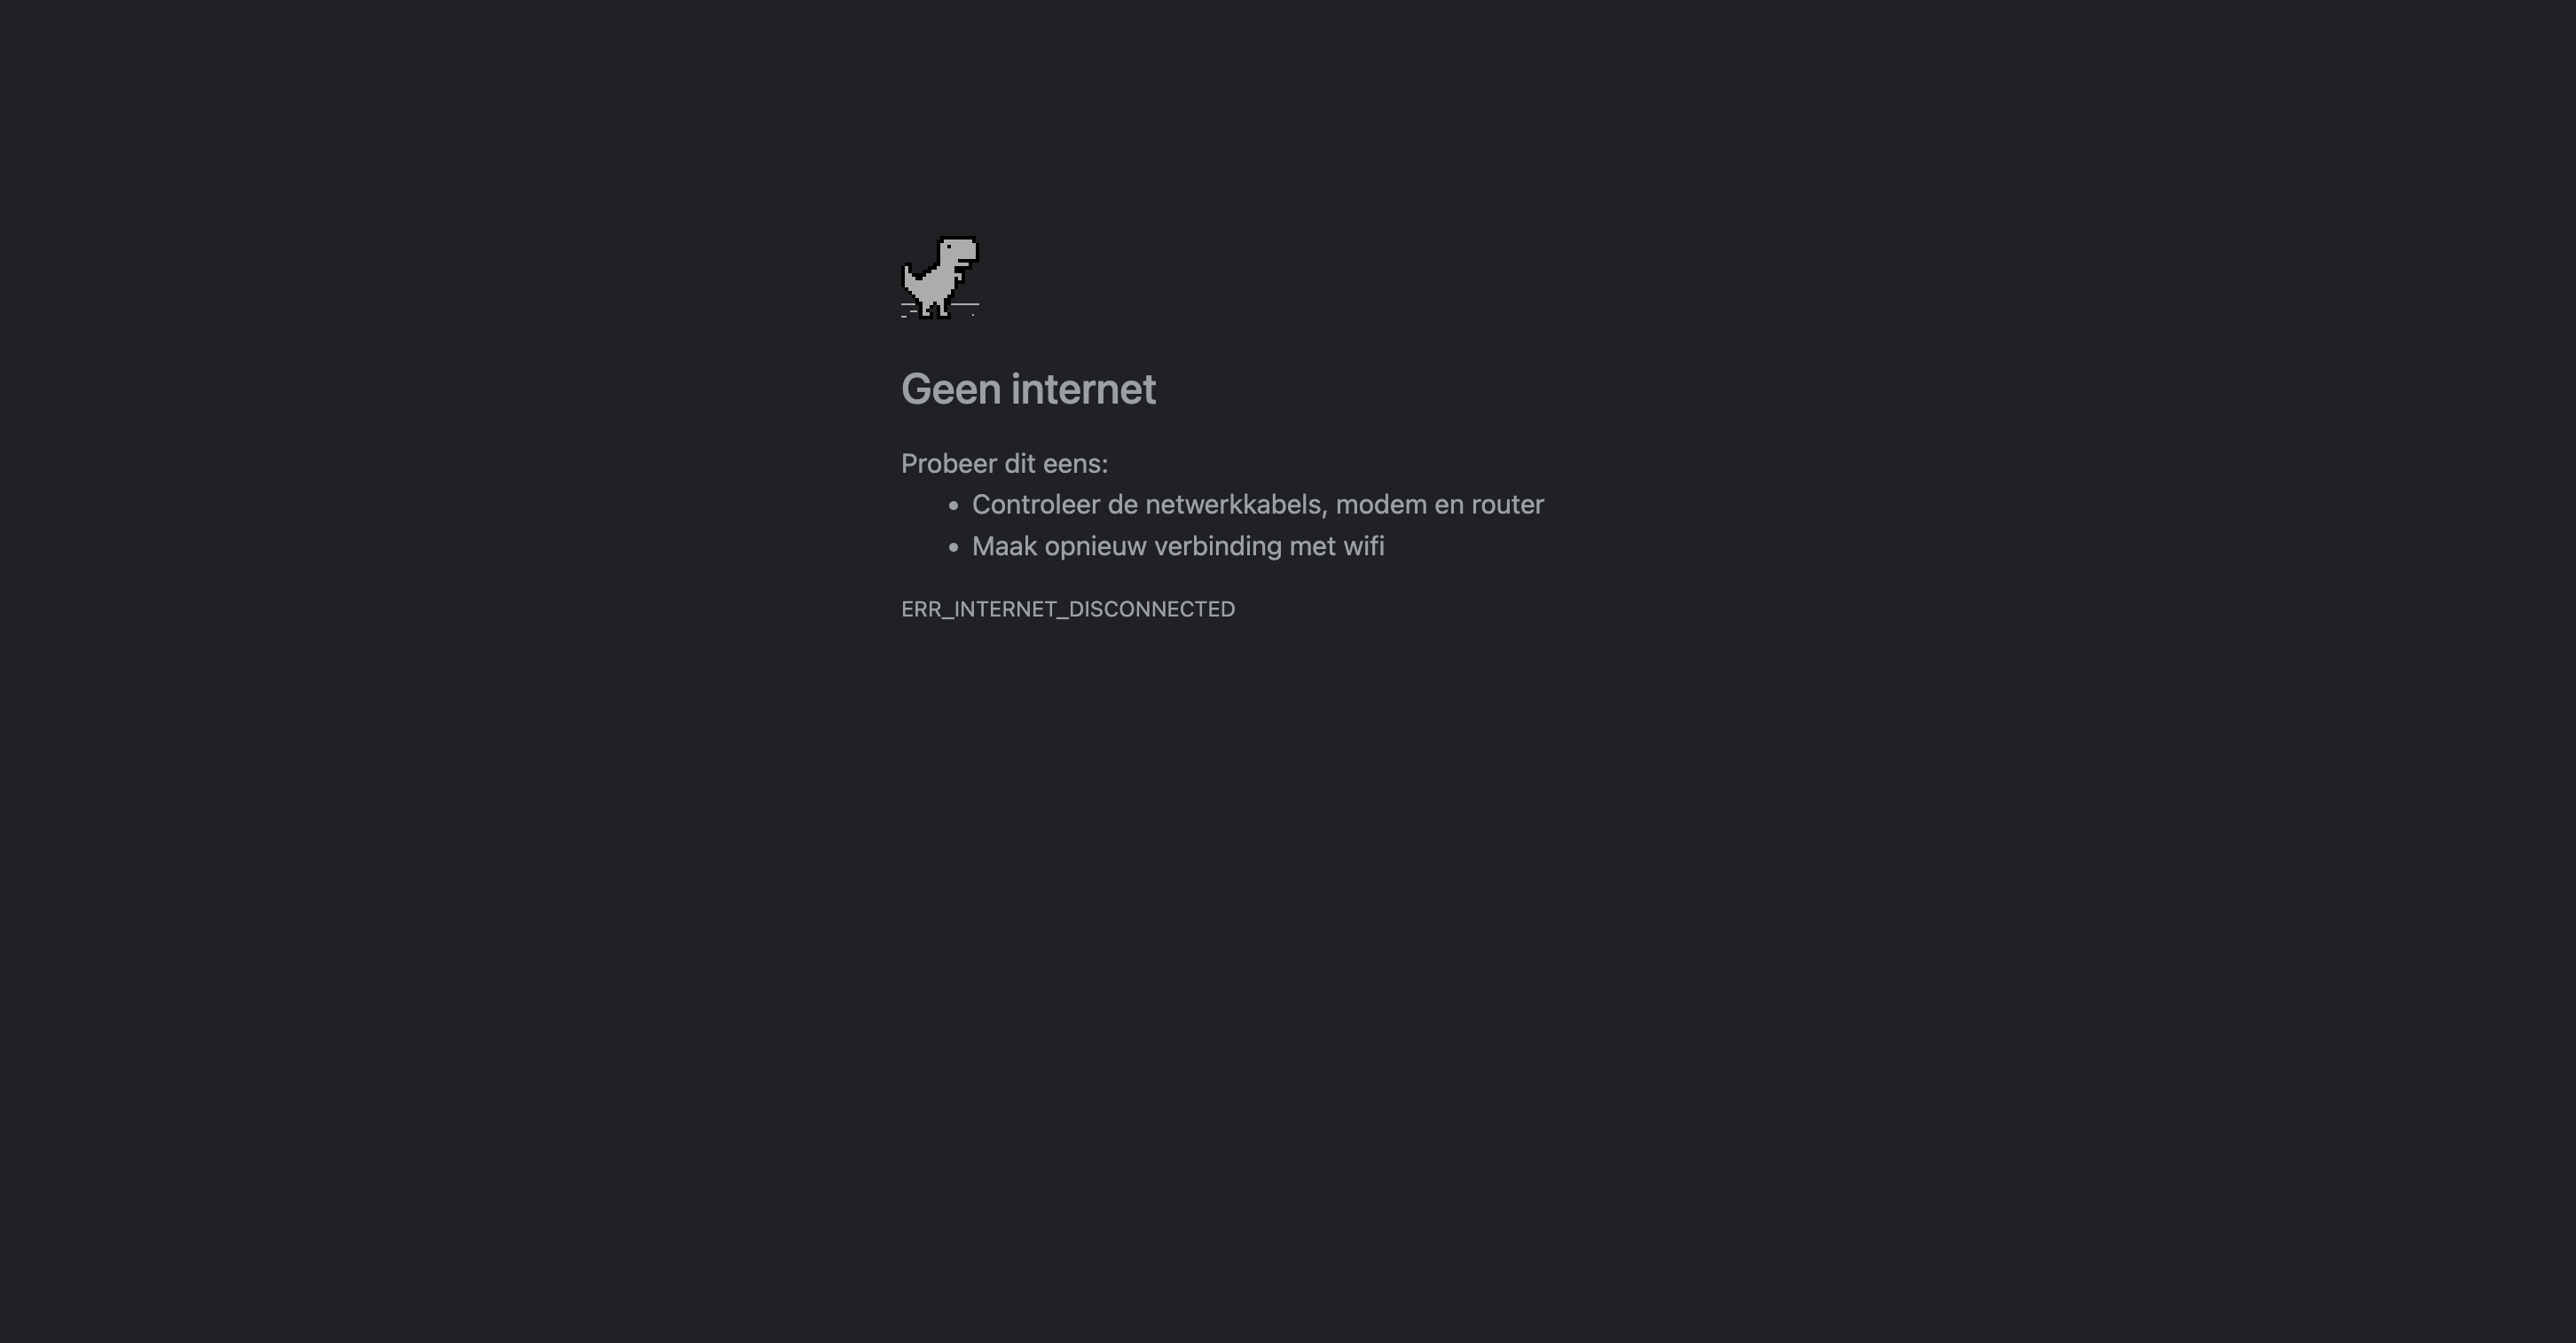 Geen internet
Probeer dit eens:
• Controleer de netwerkkabels, modem en router
• Maak opnieuw verbinding met wifi
ERR_INTERNET_DISCONNECTED